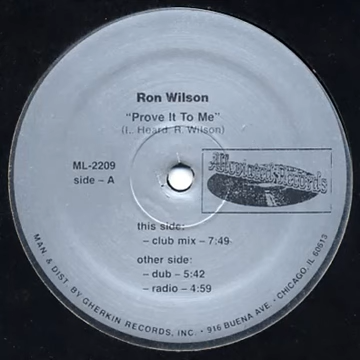 Ron Wilson
"Prove It To Me"
(L. Heard, R. Wilson)
ML-2209
side – A
Records
this side:
– club mix – 7:49
other side:
– dub – 5:42
– radio – 4:59
MAN. & DIST. BY GHERKIN RECORDS, INC. • 916 BUENA AVE. • CHICAGO, IL 60613